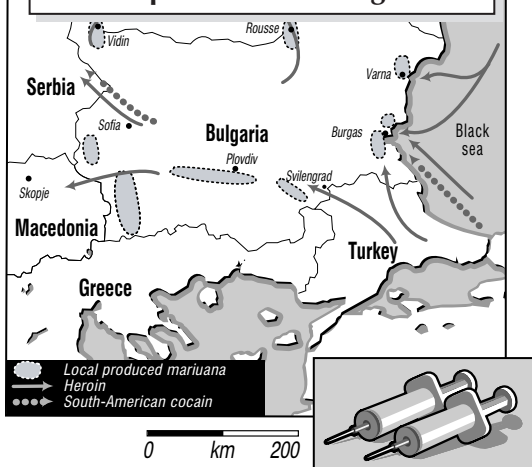 Rousse
Vidin
Varna
Serbia
Sofia
Bulgaria
Burgas
Black
sea
Plovdiv
Svilengrad
Skopje
Macedonia
Turkey
Greece
Local produced mariuana
Heroin
South-American cocain
0 km 200